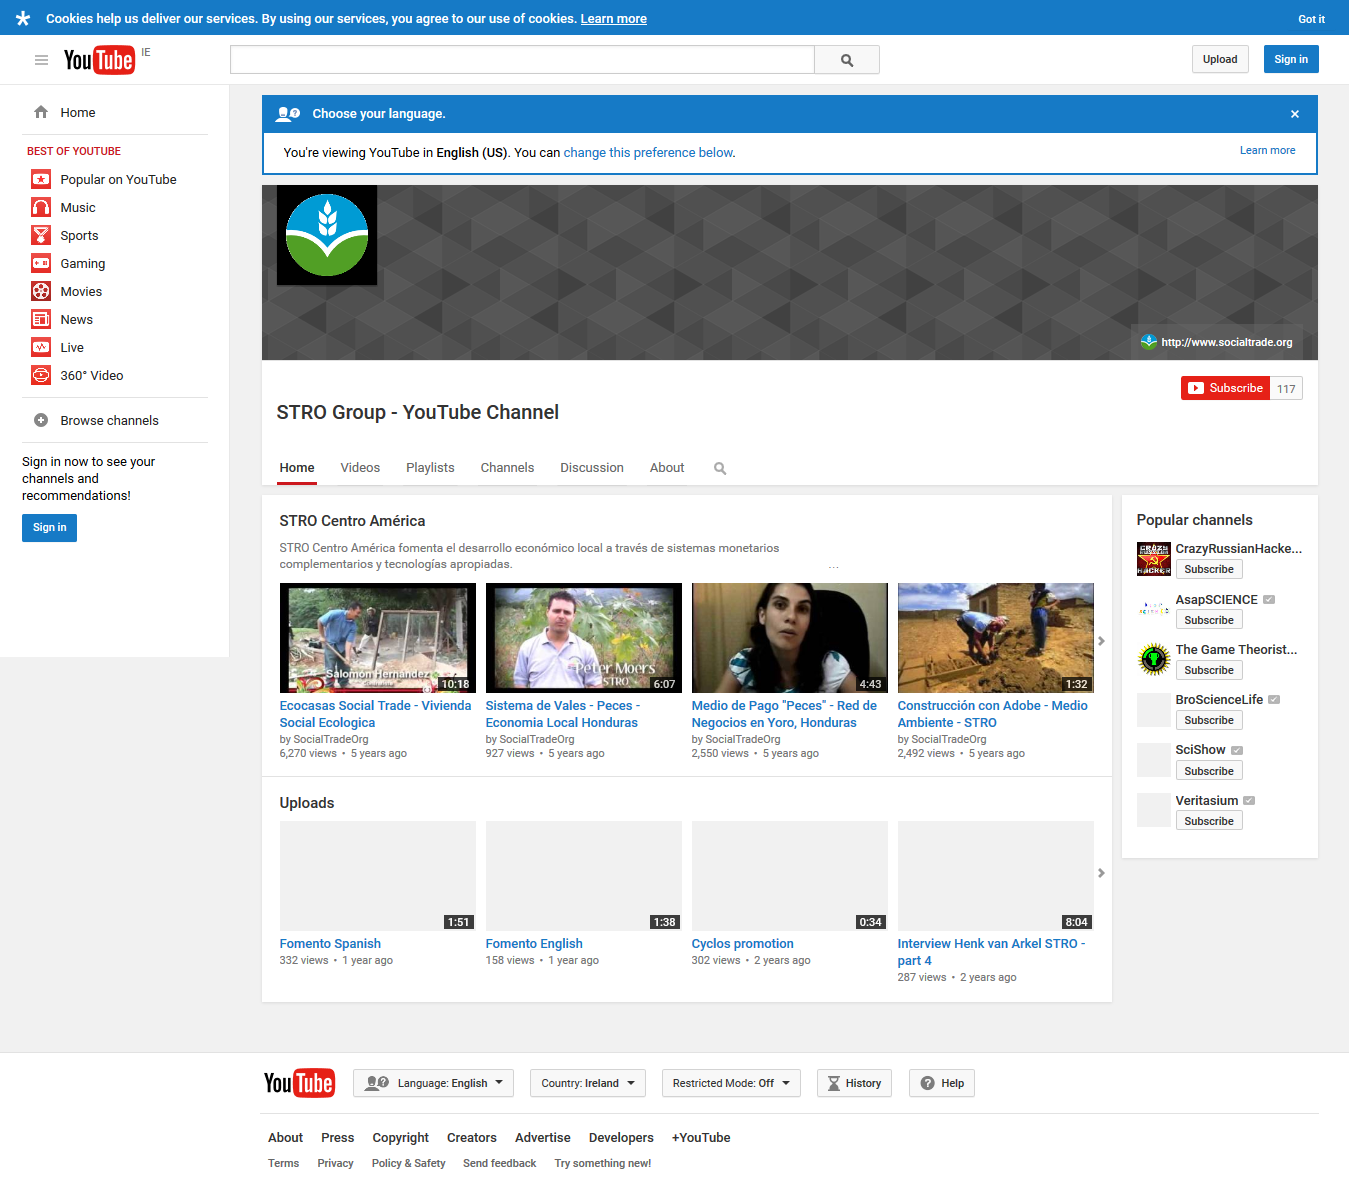 Cookies help us deliver our services. By using our services, you agree to our use of cookies. Learn more
Got it
YouTube IE
Upload
Sign in
Home
BEST OF YOUTUBE
Popular on YouTube
Music
Sports
Gaming
Movies
News
Live
360° Video
Browse channels
Sign in now to see your
channels and
recommendations!
Sign in
Choose your language.
×
You're viewing YouTube in English (US). You can change this preference below.
Learn more
http://www.socialtrade.org
Subscribe 117
STRO Group - YouTube Channel
Home Videos Playlists Channels Discussion About
STRO Centro América
STRO Centro América fomenta el desarrollo económico local a través de sistemas monetarios
complementarios y tecnologías apropiadas. ...
Salomón Hernández
10:18
Ecocasas Social Trade - Vivienda
Social Ecologica
by SocialTradeOrg
6,270 views • 5 years ago
Peter Moers
STRO
6:07
Sistema de Vales - Peces -
Economia Local Honduras
by SocialTradeOrg
927 views • 5 years ago
4:43
Medio de Pago "Peces" - Red de
Negocios en Yoro, Honduras
by SocialTradeOrg
2,550 views • 5 years ago
1:32
Construcción con Adobe - Medio
Ambiente - STRO
by SocialTradeOrg
2,492 views • 5 years ago
Uploads
1:51
Fomento Spanish
332 views • 1 year ago
1:38
Fomento English
158 views • 1 year ago
0:34
Cyclos promotion
302 views • 2 years ago
8:04
Interview Henk van Arkel STRO -
part 4
287 views • 2 years ago
Popular channels
CRAZY
HACKER
CrazyRussianHacke...
Subscribe
AsapSCIENCE
Subscribe
The Game Theorist...
Subscribe
BroScienceLife
Subscribe
SciShow
Subscribe
Veritasium
Subscribe
YouTube
Language: English
Country: Ireland
Restricted Mode: Off
History
Help
About Press Copyright Creators Advertise Developers +YouTube
Terms Privacy Policy & Safety Send feedback Try something new!